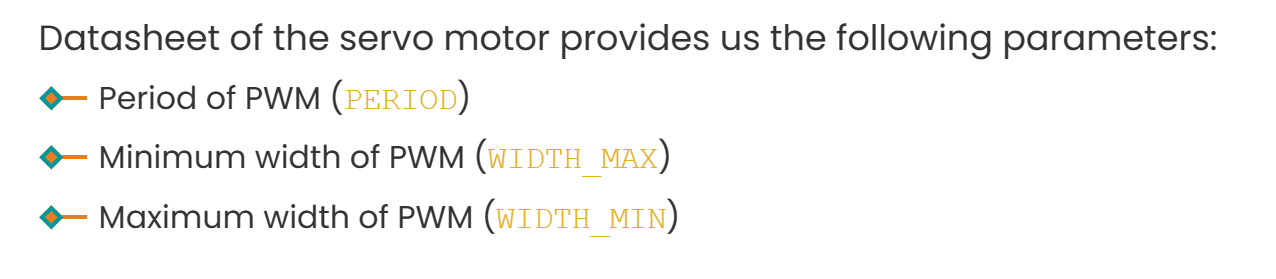 Datasheet of the servo motor provides us the following parameters:
Period of PWM (PERIOD)
Minimum width of PWM (WIDTH_MAX)
Maximum width of PWM (WIDTH_MIN)